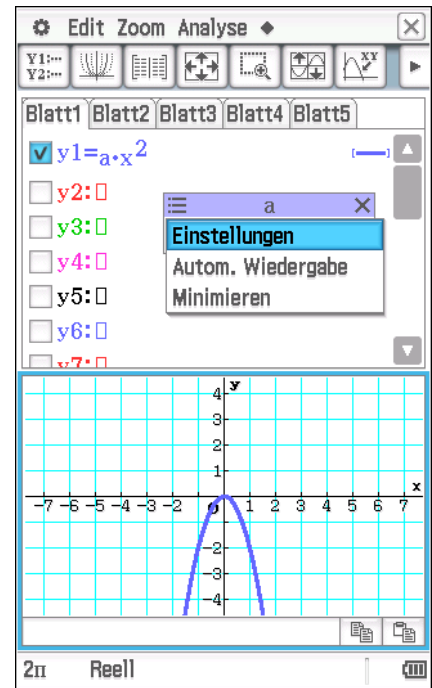 Edit Zoom Analyse
Y1:···
Y2:···
XY
Blatt1 Blatt2 Blatt3 Blatt4 Blatt5
y1=a·x2
y2:
y3:
y4:
y5:
y6:
y7:
a
Einstellungen
Autom. Wiedergabe
Minimieren
y
4
3
2
1
x
-7 -6 -5 -4 -3 -2 0 1 2 3 4 5 6 7
-2
-3
-4
2π Reell